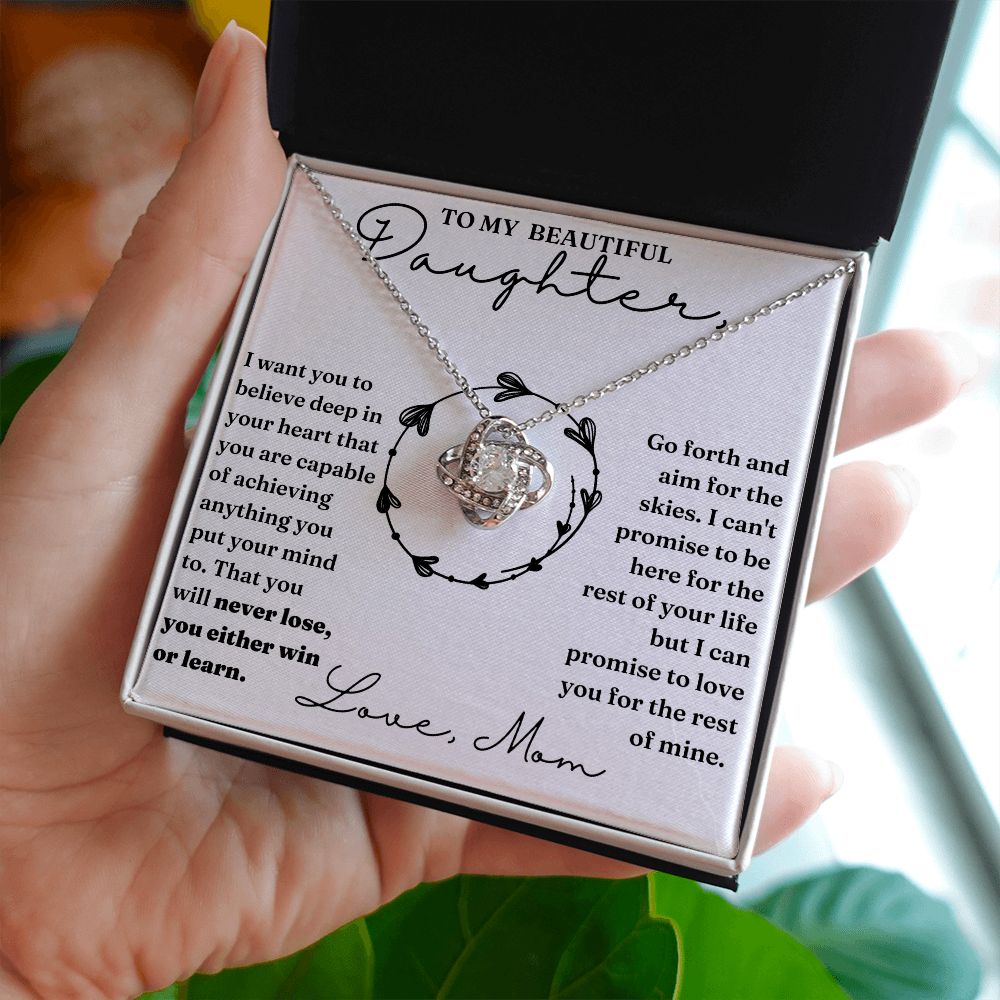 TO MY BEAUTIFUL
Daughter,
I want you to
believe deep in
your heart that
you are capable
of achieving
anything you
put your mind
to. That you
will never lose,
you either win
or learn.
Go forth and
aim for the
skies. I can't
promise to be
here for the
rest of your life
but I can
promise to love
you for the rest
of mine.
Love, Mom